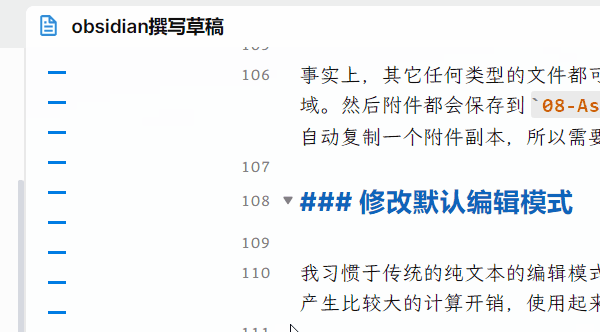 obsidian撰写草稿
106 事实上，其它任何类型的文件都可
域。然后附件都会保存到 `08-As
自动复制一个附件副本，所以需要
107
108 ### 修改默认编辑模式
109
110 我习惯于传统的纯文本的编辑模式
产生比较大的计算开销，使用起来